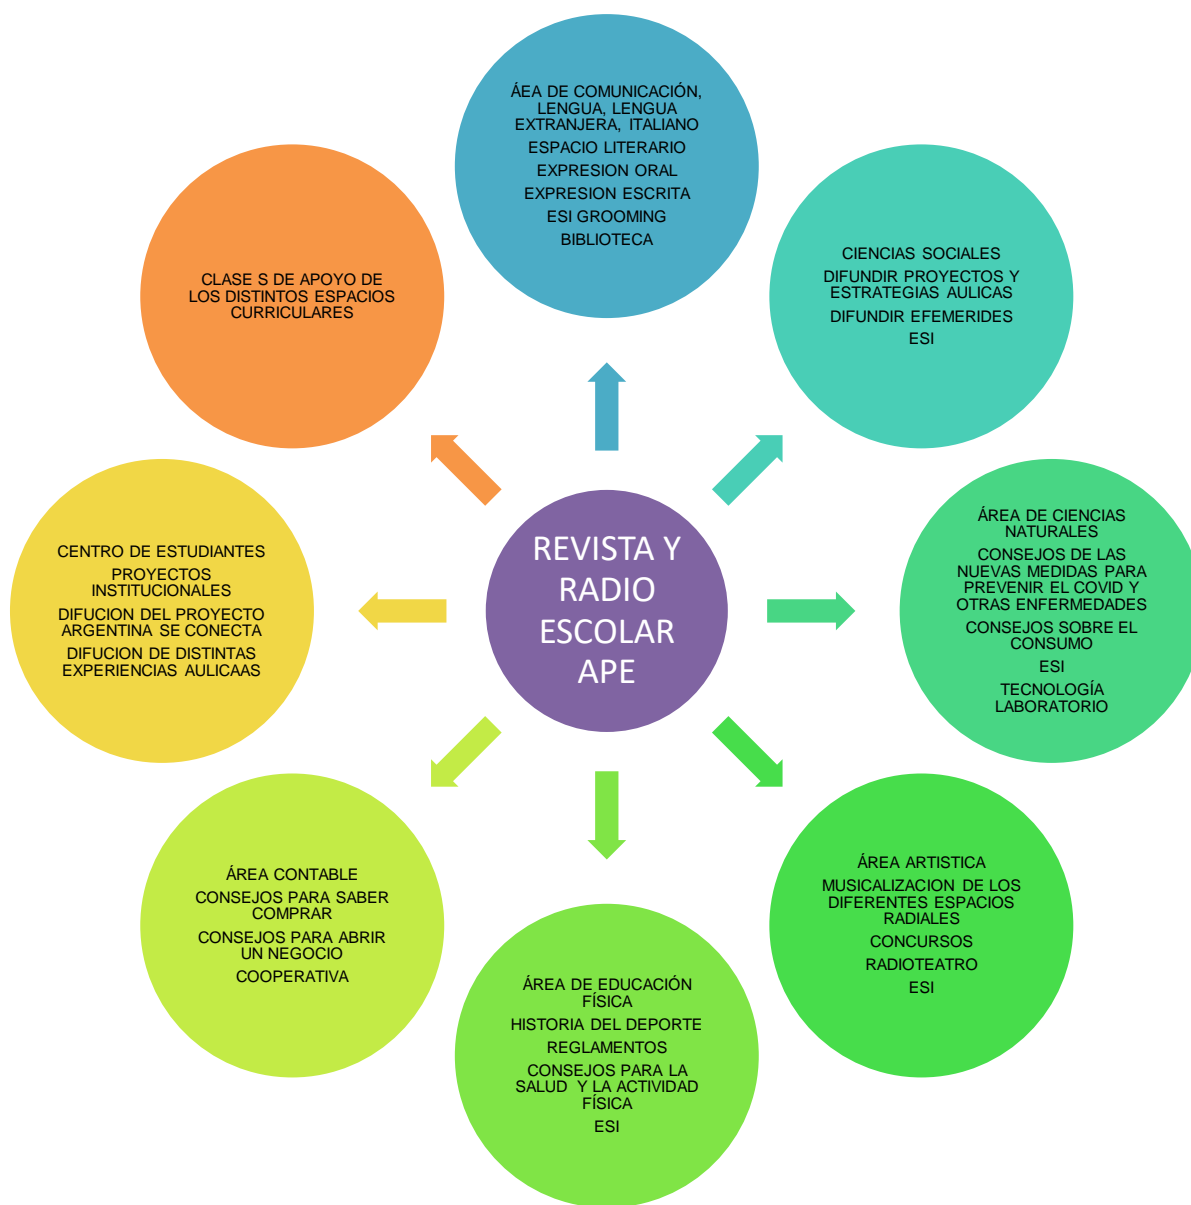 ÁEA DE COMUNICACIÓN,
LENGUA, LENGUA
EXTRANJERA, ITALIANO
ESPACIO LITERARIO
EXPRESION ORAL
EXPRESION ESCRITA
ESI GROOMING
BIBLIOTECA
CIENCIAS SOCIALES
DIFUNDIR PROYECTOS Y
ESTRATEGIAS AULICAS
DIFUNDIR EFEMERIDES
ESI
ÁREA DE CIENCIAS
NATURALES
CONSEJOS DE LAS
NUEVAS MEDIDAS PARA
PREVENIR EL COVID Y
OTRAS ENFERMEDADES
CONSEJOS SOBRE EL
CONSUMO
ESI
TECNOLOGÍA
LABORATORIO
ÁREA ARTISTICA
MUSICALIZACION DE LOS
DIFERENTES ESPACIOS
RADIALES
CONCURSOS
RADIOTEATRO
ESI
ÁREA DE EDUCACIÓN
FÍSICA
HISTORIA DEL DEPORTE
REGLAMENTOS
CONSEJOS PARA LA
SALUD Y LA ACTIVIDAD
FÍSICA
ESI
ÁREA CONTABLE
CONSEJOS PARA SABER
COMPRAR
CONSEJOS PARA ABRIR
UN NEGOCIO
COOPERATIVA
CENTRO DE ESTUDIANTES
PROYECTOS
INSTITUCIONALES
DIFUCION DEL PROYECTO
ARGENTINA SE CONECTA
DIFUCION DE DISTINTAS
EXPERIENCIAS AULICAAS
CLASE S DE APOYO DE
LOS DISTINTOS ESPACIOS
CURRICULARES
REVISTA Y
RADIO
ESCOLAR
APE